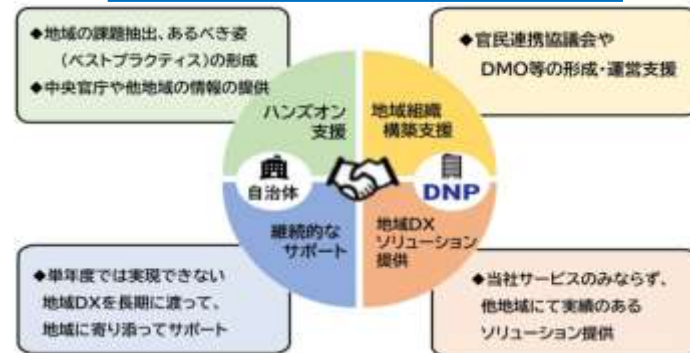 ◆地域の課題抽出、あるべき姿
(ベストプラクティス)の形成
◆中央官庁や他地域の情報の提供
◆官民連携協議会や
DMO等の形成・運営支援
ハンズオン
支援
地域組織
構築支援
自治体
DNP
継続的な
サポート
地域DX
ソリューション
提供
◆単年度では実現できない
地域DXを長期に渡って、
地域に寄り添ってサポート
◆当社サービスのみならず、
他地域にて実績のある
ソリューション提供